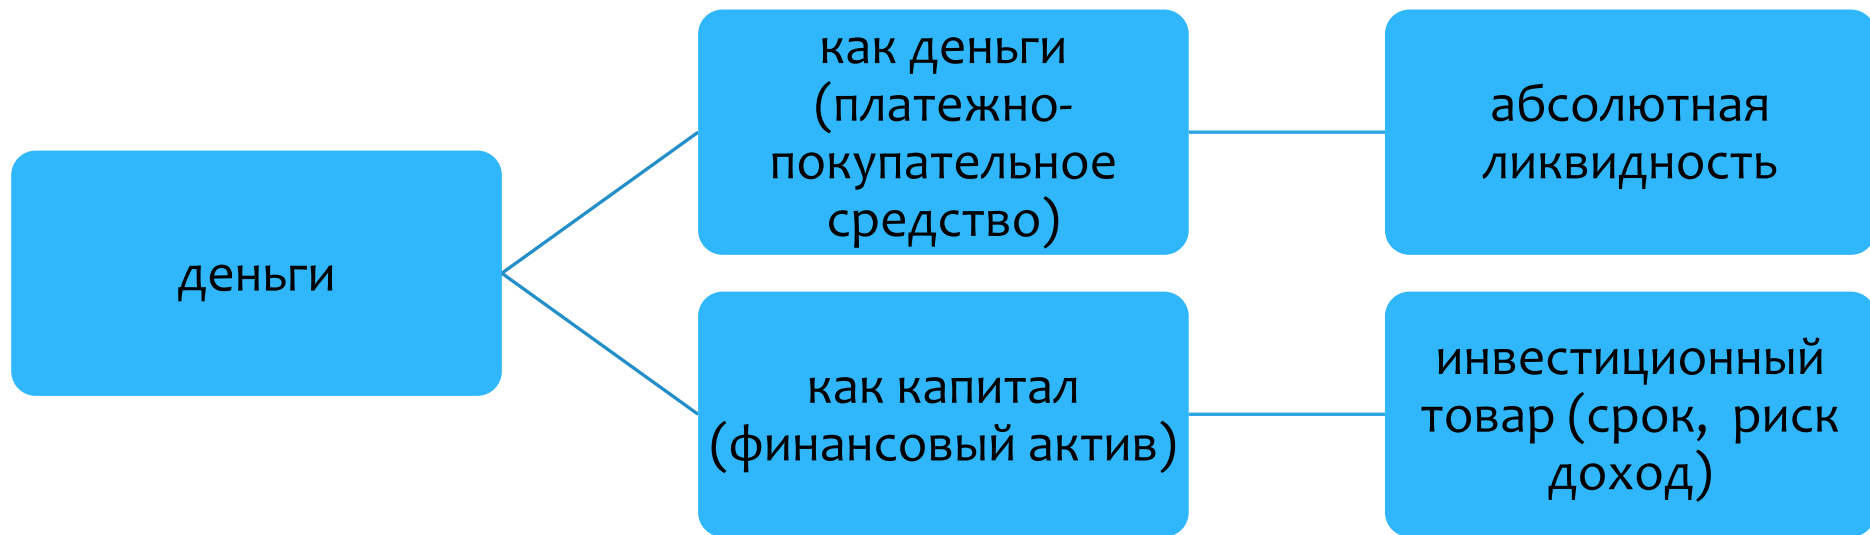 деньги
как деньги
(платежно-
покупательное
средство)
абсолютная
ликвидность
как капитал
(финансовый актив)
инвестиционный
товар (срок,  риск
доход)